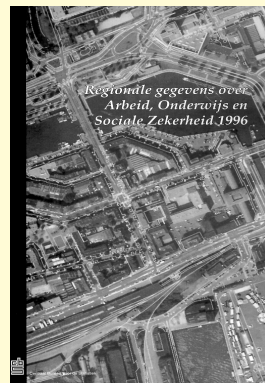 Regionale gegevens over
Arbeid, Onderwijs en
Sociale Zekerheid 1996
Centraal Bureau voor de Statistiek